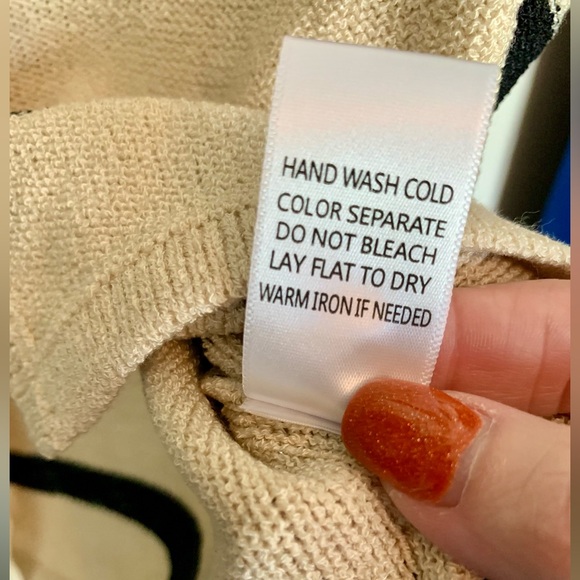 HAND WASH COLD
COLOR SEPARATE
DO NOT BLEACH
LAY FLAT TO DRY
WARM IRON IF NEEDED